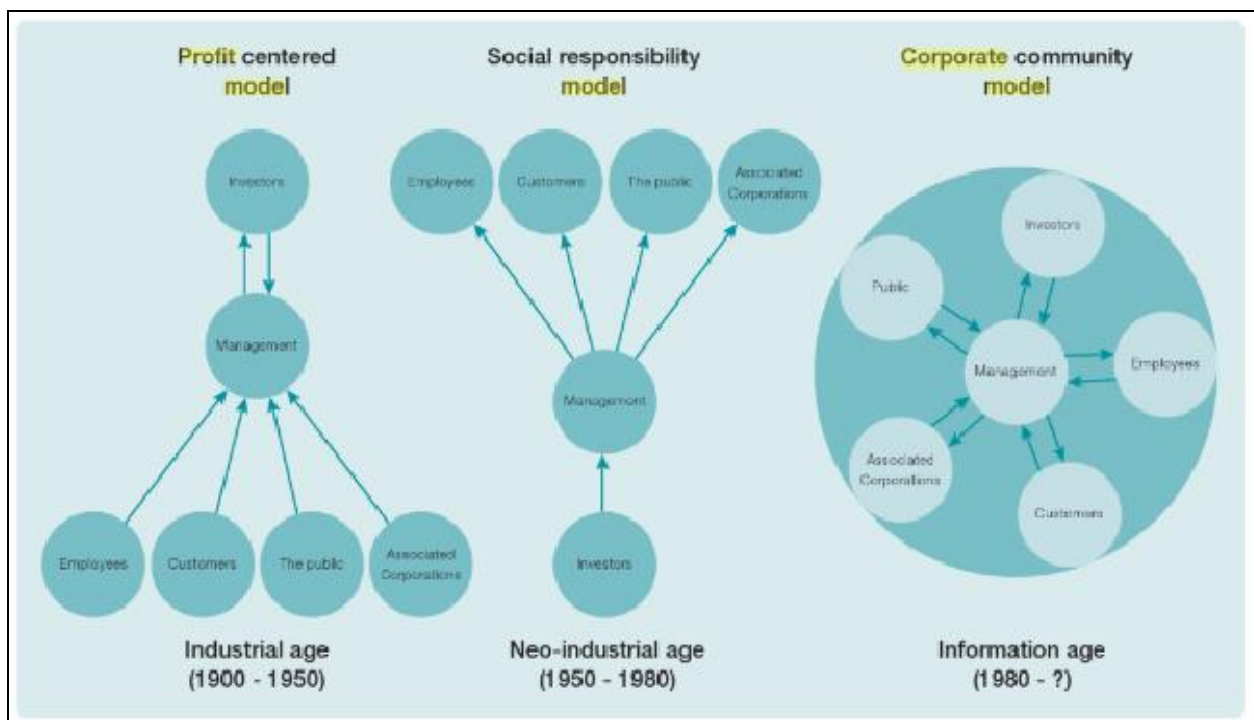 Profit centered
model
Investors
Management
Employees
Customers
The public
Associated
Corporations
Industrial age
(1900 - 1950)
Social responsibility
model
Employees
Customers
The public
Associated
Corporations
Management
Investors
Neo-industrial age
(1950 - 1980)
Corporate community
model
Investors
Public
Management
Employees
Associated
Corporations
Customers
Information age
(1980 - ?)